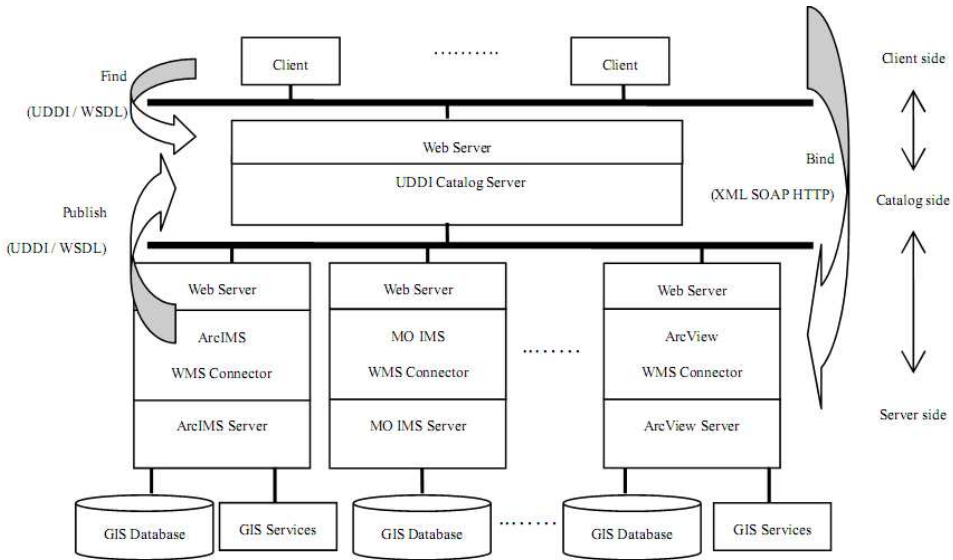 Client
Client
Client side
Find
(UDDI / WSDL)
Web Server
UDDI Catalog Server
Bind
(XML SOAP HTTP)
Catalog side
Publish
(UDDI / WSDL)
Web Server
Web Server
Web Server
ArcIMS
WMS Connector
MO IMS
WMS Connector
ArcView
WMS Connector
ArcIMS Server
MO IMS Server
ArcView Server
Server side
GIS Database
GIS Services
GIS Database
GIS Database
GIS Services